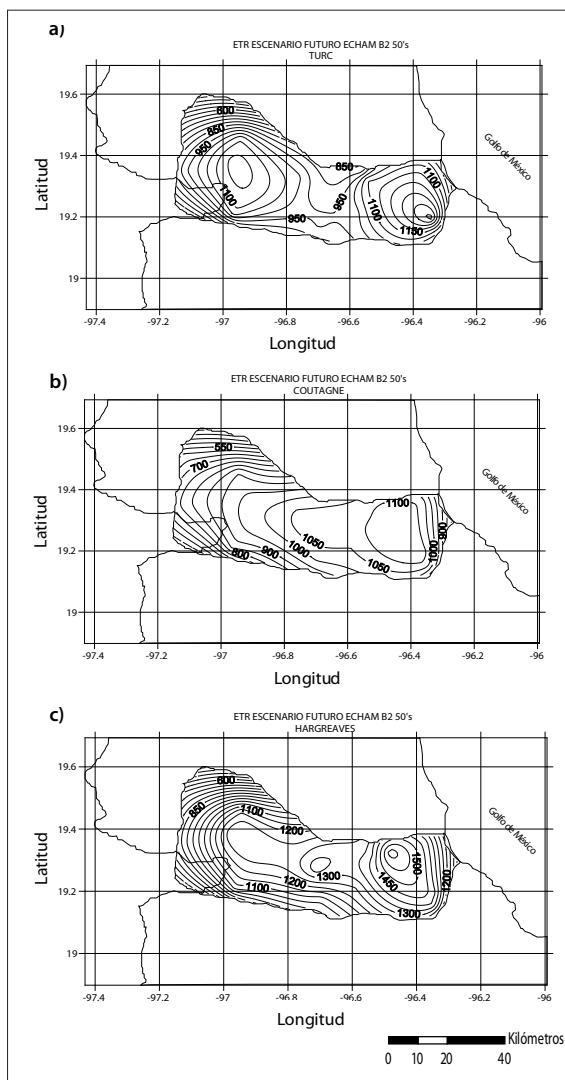 a)
ETR ESCENARIO FUTURO ECHAM B2 50's
TURC
19.6
19.4
19.2
19
Latitud
600
850
950
1100
850
950
950
1100
1100
1150
Golfo de México
-97.4 -97.2 -97 -96.8 -96.6 -96.4 -96.2 -96
Longitud
b)
ETR ESCENARIO FUTURO ECHAM B2 50's
COUTAGNE
19.6
19.4
19.2
19
Latitud
550
700
600
900
1000
1050
1050
1100
1000
800
Golfo de México
-97.4 -97.2 -97 -96.8 -96.6 -96.4 -96.2 -96
Longitud
c)
ETR ESCENARIO FUTURO ECHAM B2 50's
HARGREAVES
19.6
19.4
19.2
19
Latitud
600
850
1100
1200
1300
1100
1200
1450
1500
1200
1300
Golfo de México
-97.4 -97.2 -97 -96.8 -96.6 -96.4 -96.2 -96
Longitud
Kilómetros
0 10 20 40